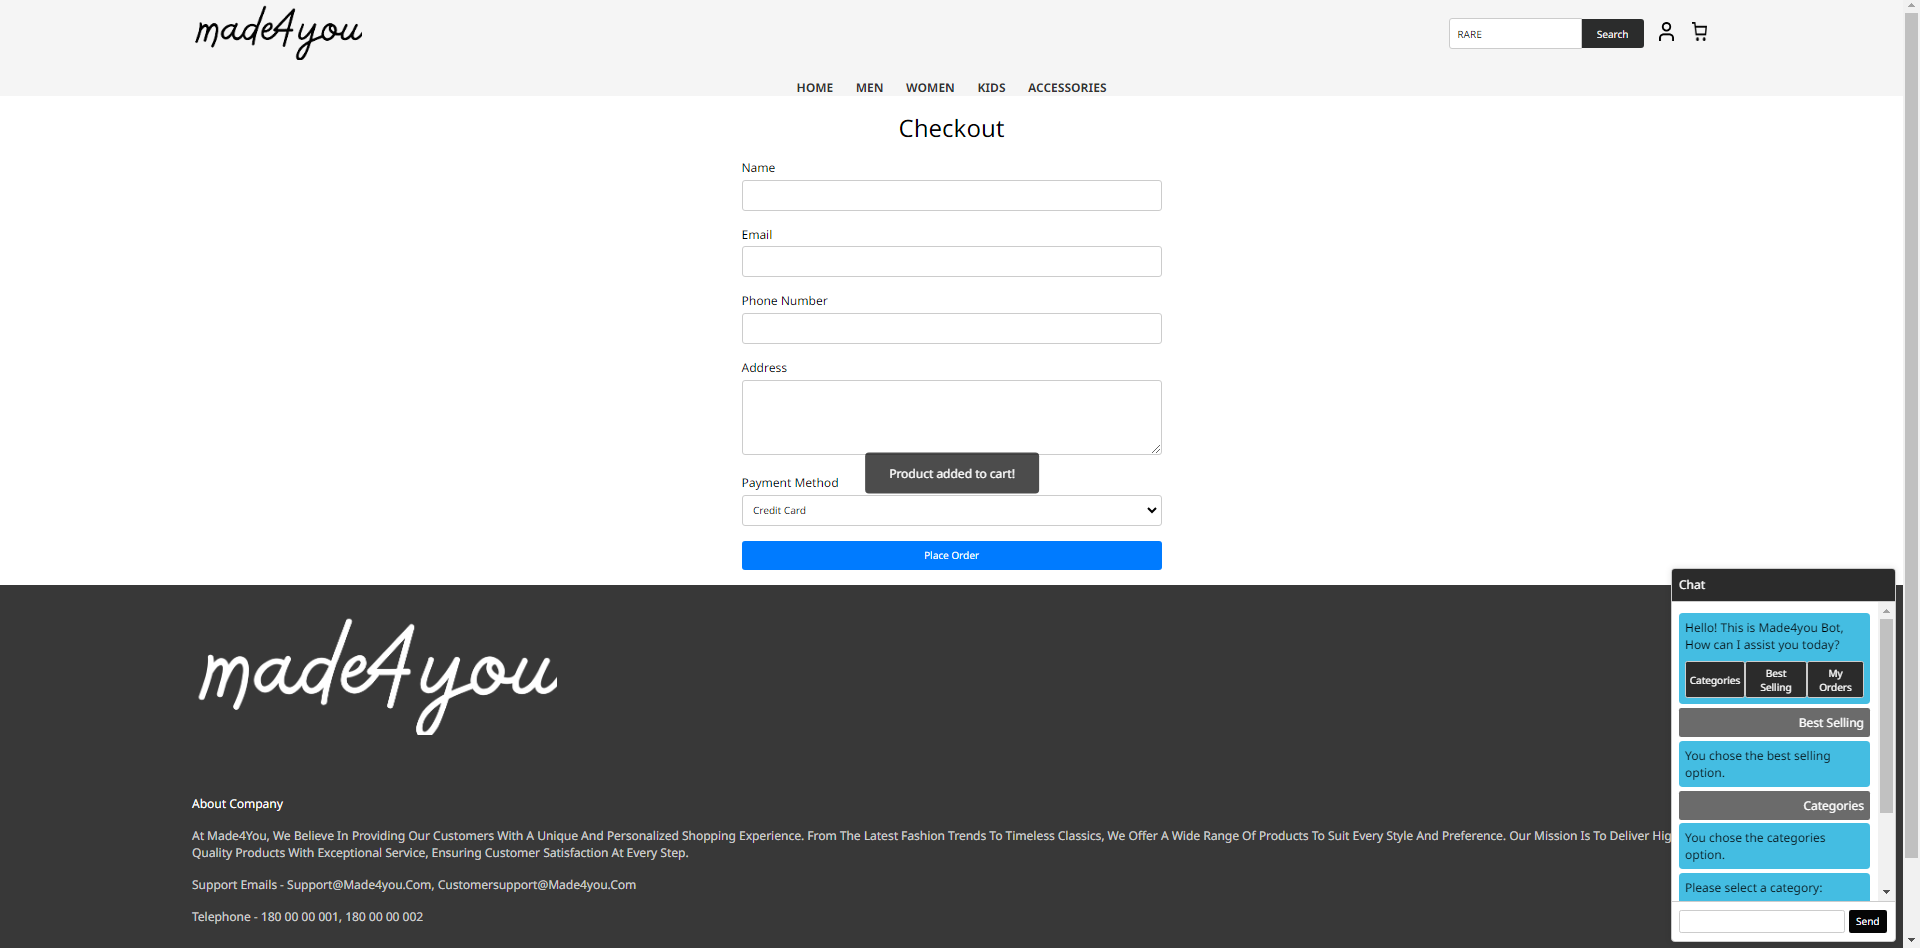 made4you
RARE
Search
HOME
MEN
WOMEN
KIDS
ACCESSORIES
Checkout
Name
Email
Phone Number
Address
Product added to cart!
Payment Method
Credit Card
Place Order
made4you
About Company
At Made4You, We Believe In Providing Our Customers With A Unique And Personalized Shopping Experience. From The Latest Fashion Trends To Timeless Classics, We Offer A Wide Range Of Products To Suit Every Style And Preference. Our Mission Is To Deliver Hig
Quality Products With Exceptional Service, Ensuring Customer Satisfaction At Every Step.
Support Emails - Support@Made4you.Com, Customersupport@Made4you.Com
Telephone - 180 00 00 001, 180 00 00 002
Chat
Hello! This is Made4you Bot,
How can I assist you today?
Categories
Best
Selling
My
Orders
Best Selling
You chose the best selling
option.
Categories
You chose the categories
option.
Please select a category:
Send